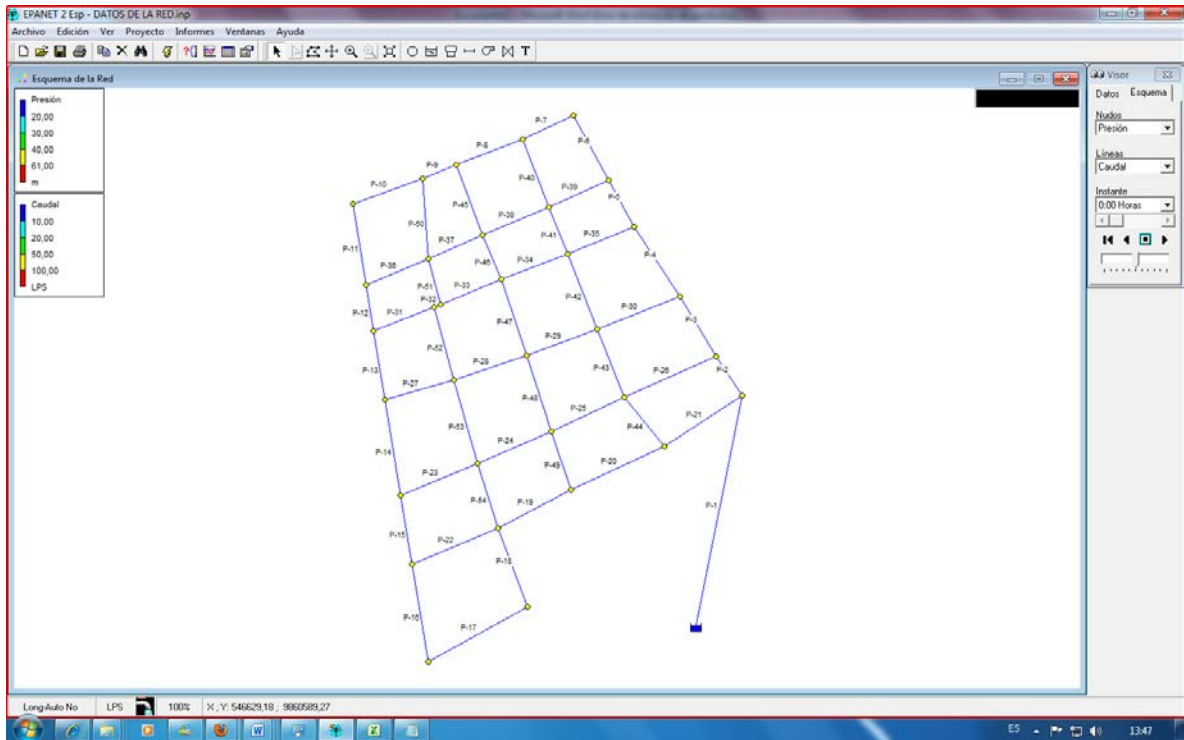 EPANET 2 Esp - DATOS DE LA RED.inp
Archivo Edición Ver Proyecto Informes Ventanas Ayuda
T
Esquema de la Red
Presión
20,00
30,00
40,00
61,00
m
Caudal
10,00
20,00
50,00
100,00
LPS
P-7
P-8
P-6
P-9
P-10
P-40
P-39
P-5
P-45
P-50
P-38
P-41
P-35
P-37
P-11
P-4
P-36
P-46
P-34
P-51
P-33
P-32
P-42
P-12
P-31
P-30
P-47
P-3
P-52
P-29
P-13
P-28
P-43
P-26
P-2
P-27
P-48
P-25
P-21
P-53
P-44
P-24
P-14
P-20
P-49
P-23
P-54
P-19
P-1
P-15
P-22
P-18
P-16
P-17
Visor
Datos Esquema
Nudos
Presión
Líneas
Caudal
Instante
0:00 Horas
Long-Auto No LPS 100% X ; Y: 546629,18 ; 9860589,27
ES 13:47